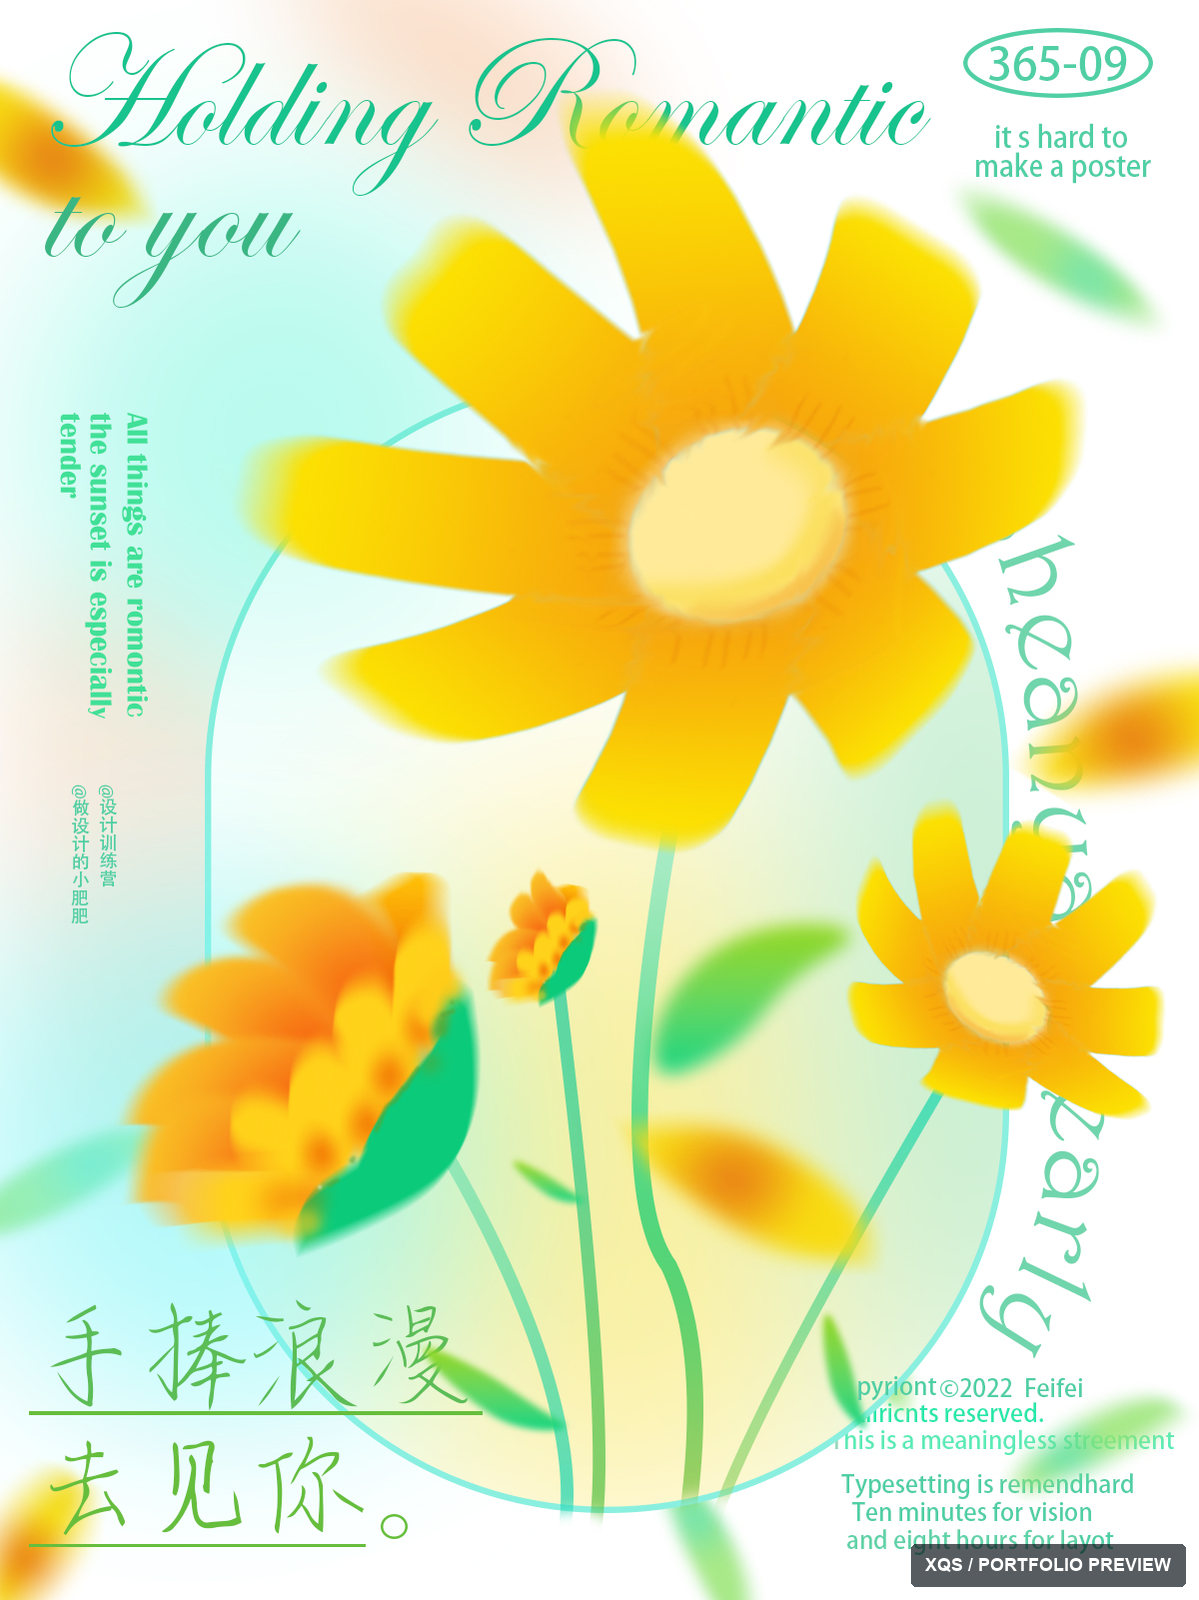 Holding Romantic
to you
365-09
it s hard to
make a poster
All things are romontic
the sunset is especially
tender
@设计训练营
@做设计的小肥肥
手捧浪漫
去见你。
pyriont ©2022 Feifei
reserved.
This is a meaningless streement
Typesetting is remendhard
Ten minutes for vision
and eight hours for layot
XQS / PORTFOLIO PREVIEW